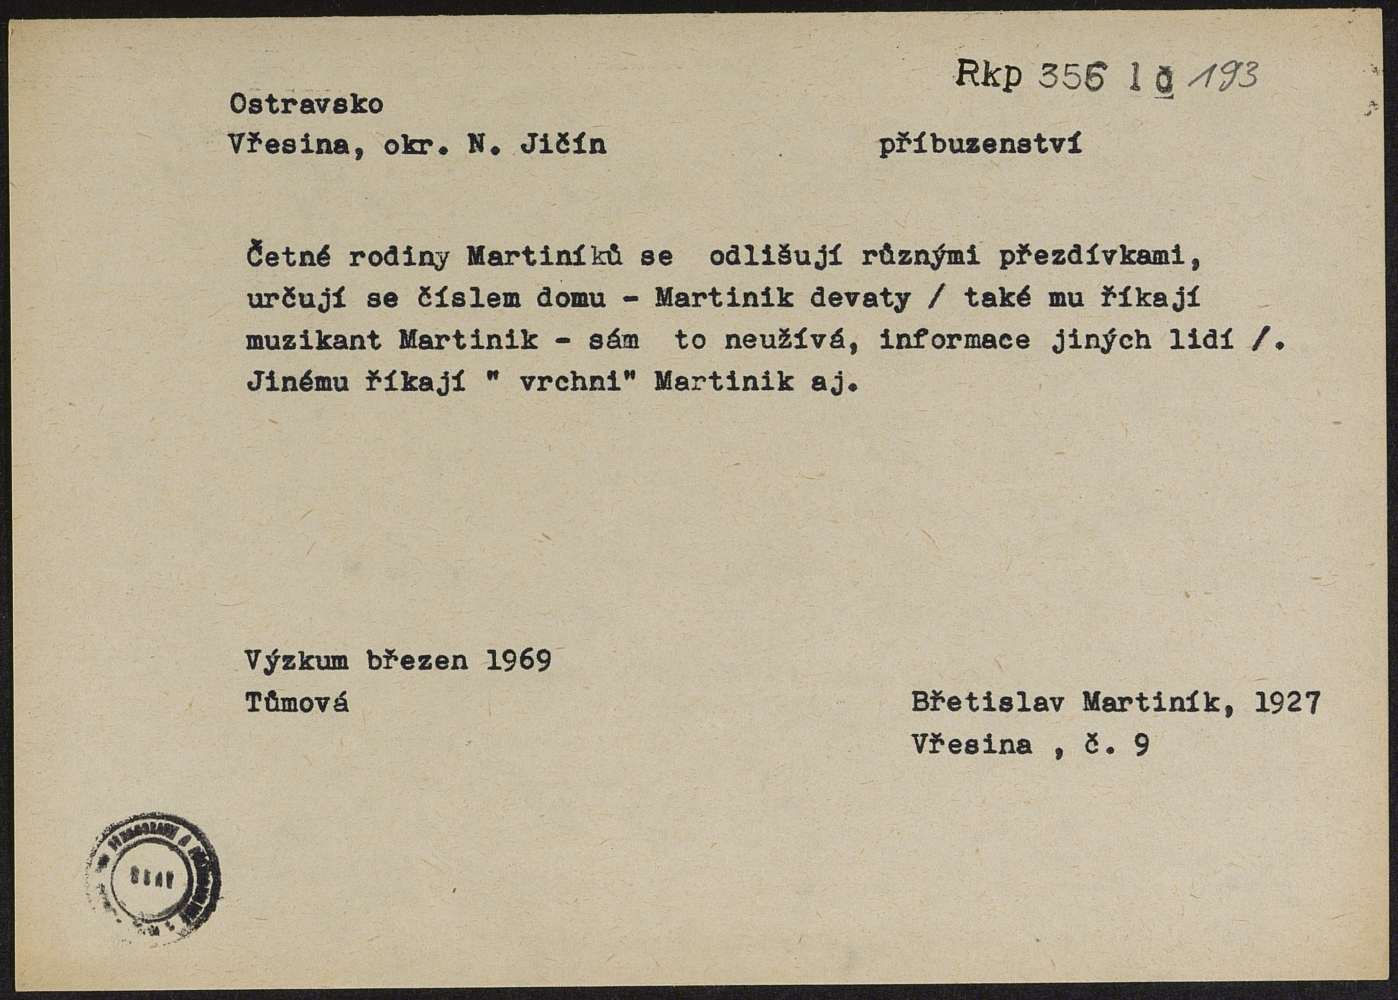 Rkp 356 1 č 193
Ostravsko
Vřesina, okr. N. Jičín příbuzenství
Četné rodiny Martiníků se odlišují různými přezdívkami,
určují se číslem domu - Martinik devaty / také mu říkají
muzikant Martinik - sám to neužívá, informace jiných lidí /.
Jinému říkají " vrchni" Martinik aj.
Výzkum březen 1969
Tůmová
Břetislav Martiník, 1927
Vřesina , č. 9